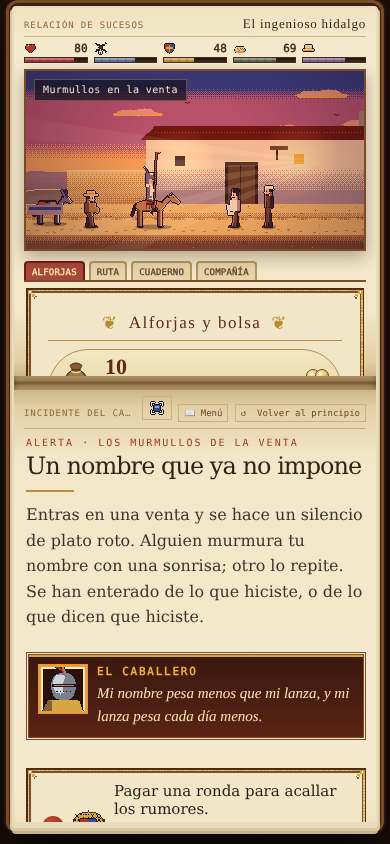 RELACIÓN DE SUCESOS
El ingenioso hidalgo
80
48
69
Murmullos en la venta
ALFORJAS
RUTA
CUADERNO
COMPAÑÍA
Alforjas y bolsa
10
INCIDENTE DEL CA…
Menú
↺ Volver al principio
ALERTA · LOS MURMULLOS DE LA VENTA
Un nombre que ya no impone
Entras en una venta y se hace un silencio
de plato roto. Alguien murmura tu
nombre con una sonrisa; otro lo repite.
Se han enterado de lo que hiciste, o de lo
que dicen que hiciste.
EL CABALLERO
Mi nombre pesa menos que mi lanza, y mi
lanza pesa cada día menos.
Pagar una ronda para acallar
los rumores.